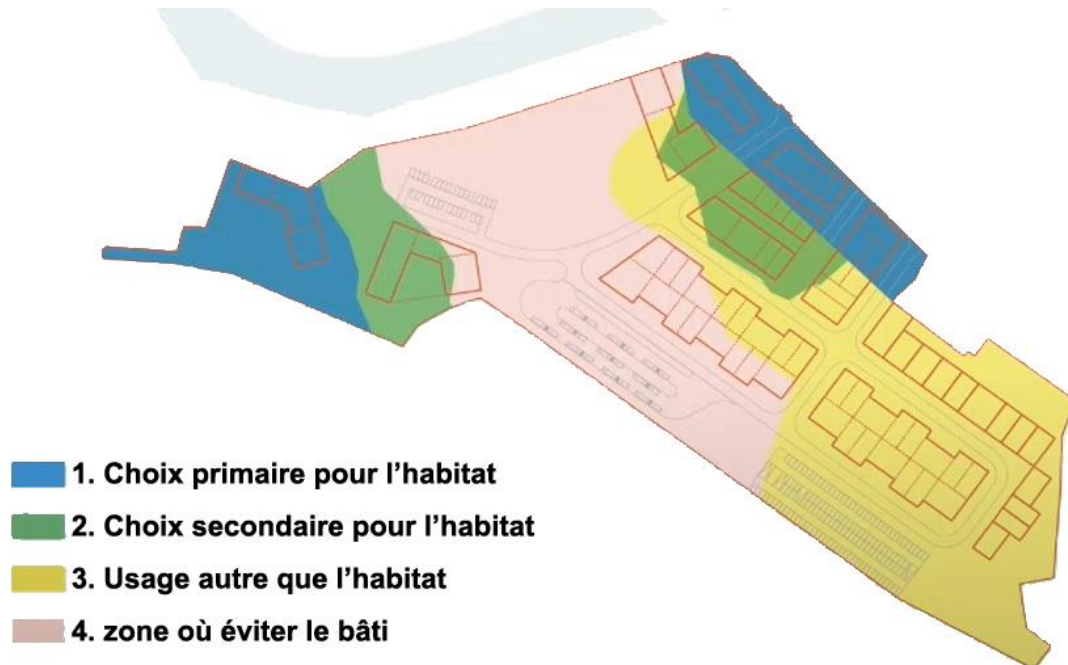 1. Choix primaire pour l'habitat
2. Choix secondaire pour l'habitat
3. Usage autre que l'habitat
4. zone où éviter le bâti